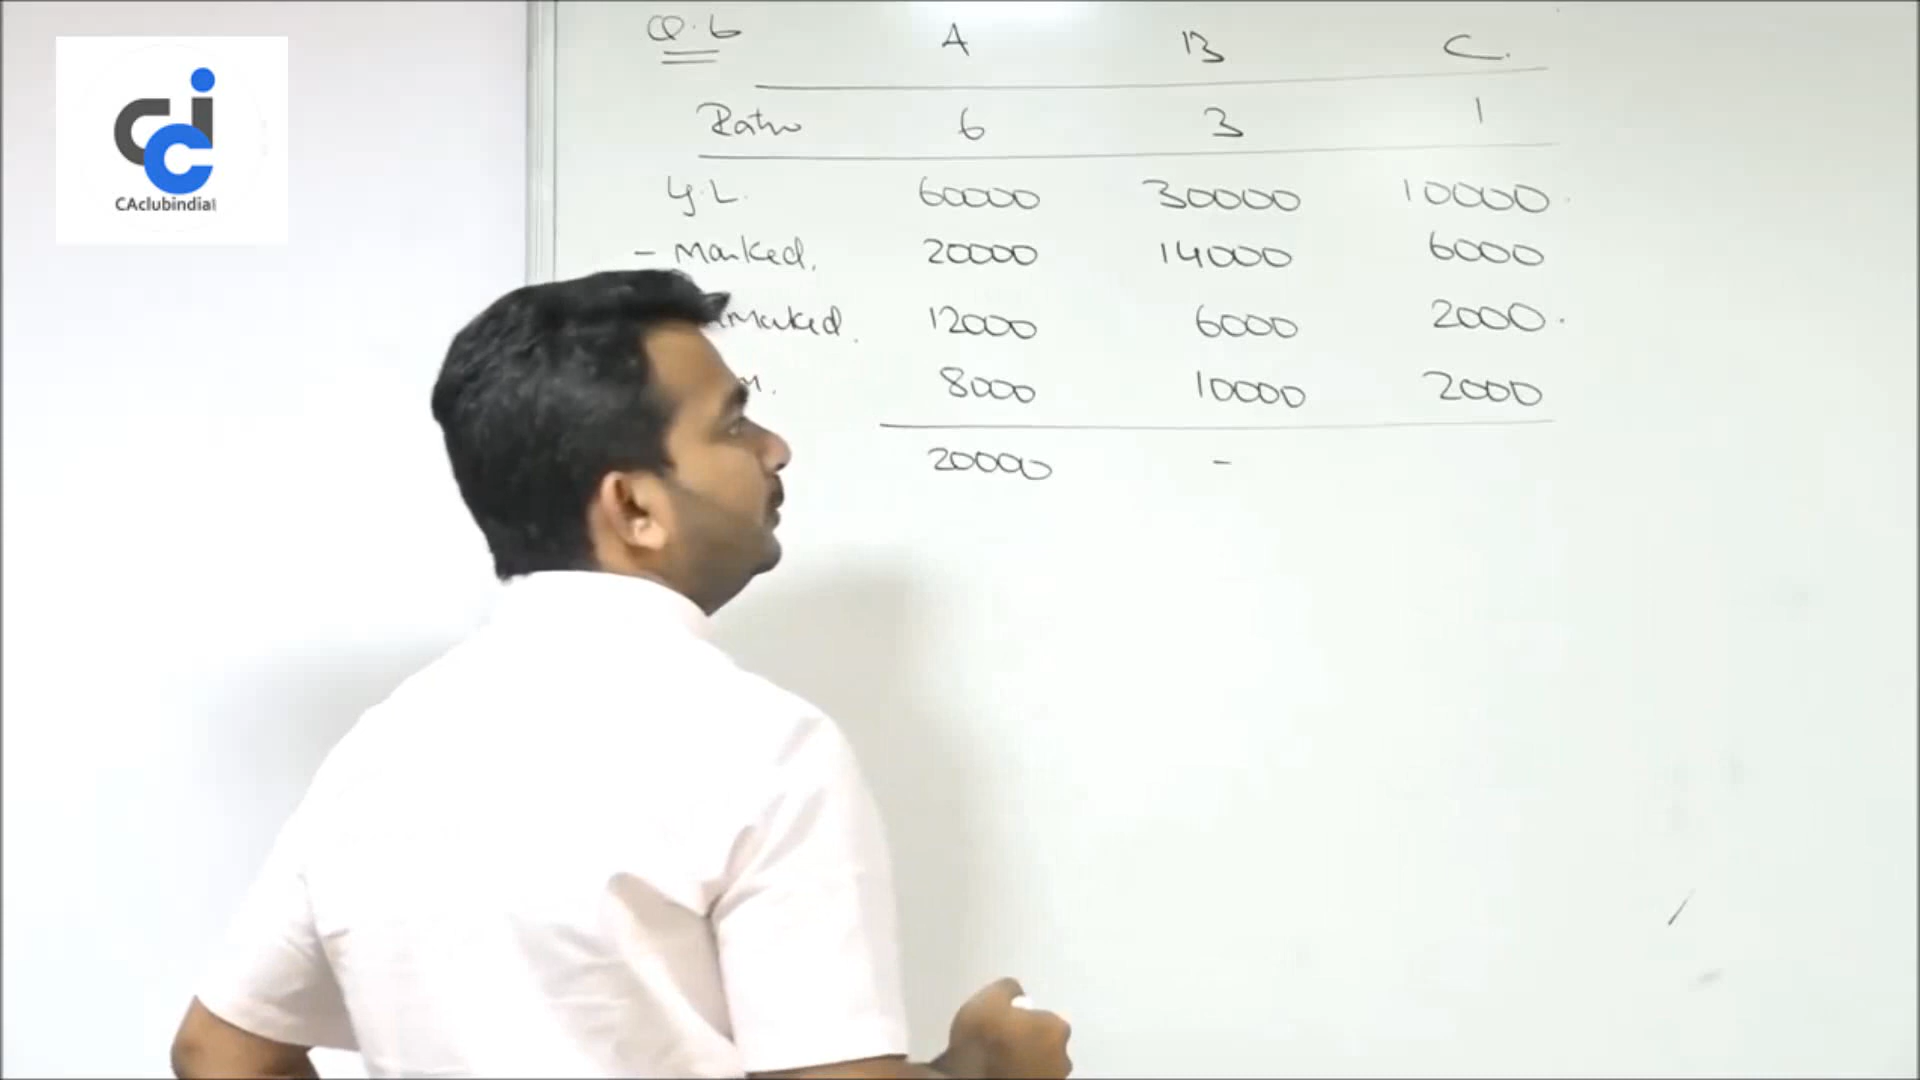 CAclubindia
Q.6 A B C.
Ratio 6 3 1
G.L. 60000 30000 10000.
- Marked. 20000 14000 6000
marked. 12000 6000 2000.
8000 10000 2000
20000 -